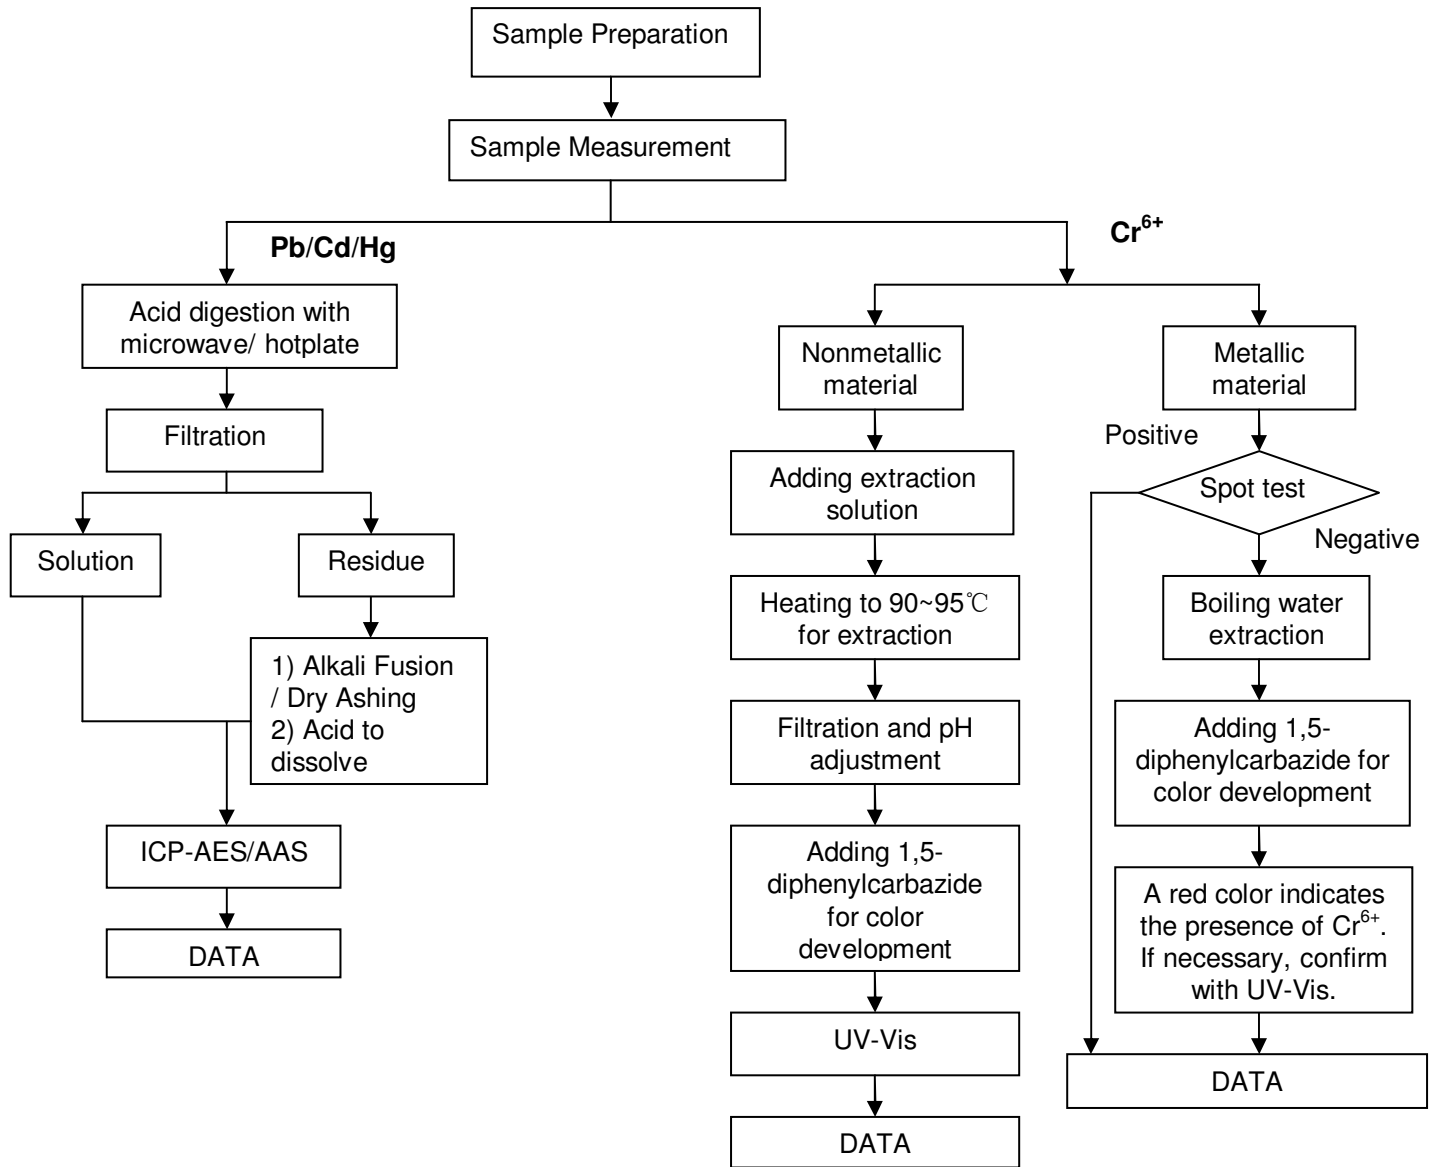 Sample Preparation
Sample Measurement
Pb/Cd/Hg
Acid digestion with
microwave/ hotplate
Filtration
Solution
Residue
1) Alkali Fusion
/ Dry Ashing
2) Acid to
dissolve
ICP-AES/AAS
DATA
Cr⁶⁺
Nonmetallic
material
Adding extraction
solution
Heating to 90~95℃
for extraction
Filtration and pH
adjustment
Adding 1,5-
diphenylcarbazide
for color
development
UV-Vis
DATA
Metallic
material
Positive
Spot test
Negative
Boiling water
extraction
Adding 1,5-
diphenylcarbazide for
color development
A red color indicates
the presence of Cr⁶⁺.
If necessary, confirm
with UV-Vis.
DATA